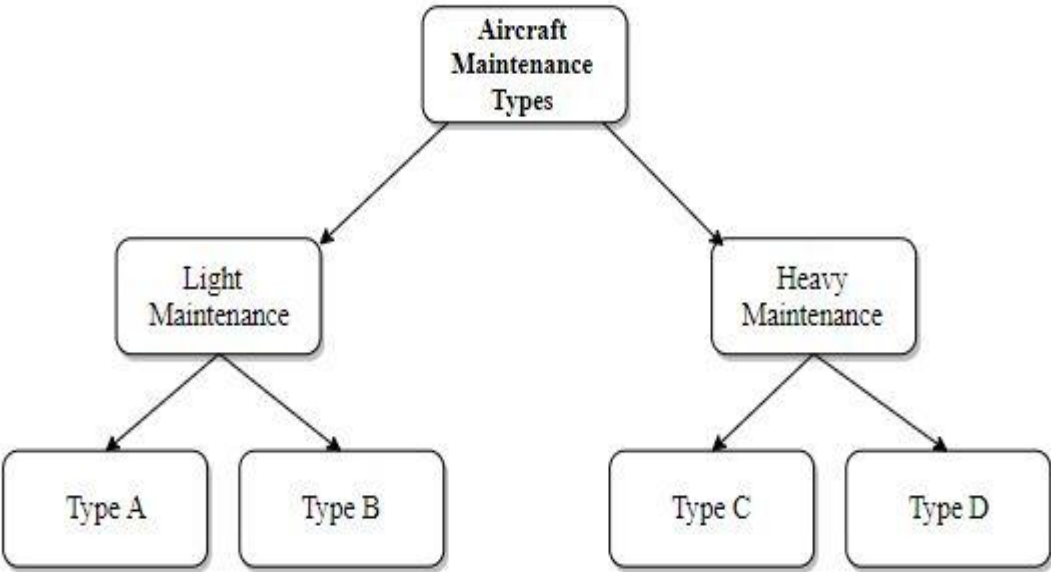 Aircraft
Maintenance
Types
Light
Maintenance
Heavy
Maintenance
Type A
Type B
Type C
Type D